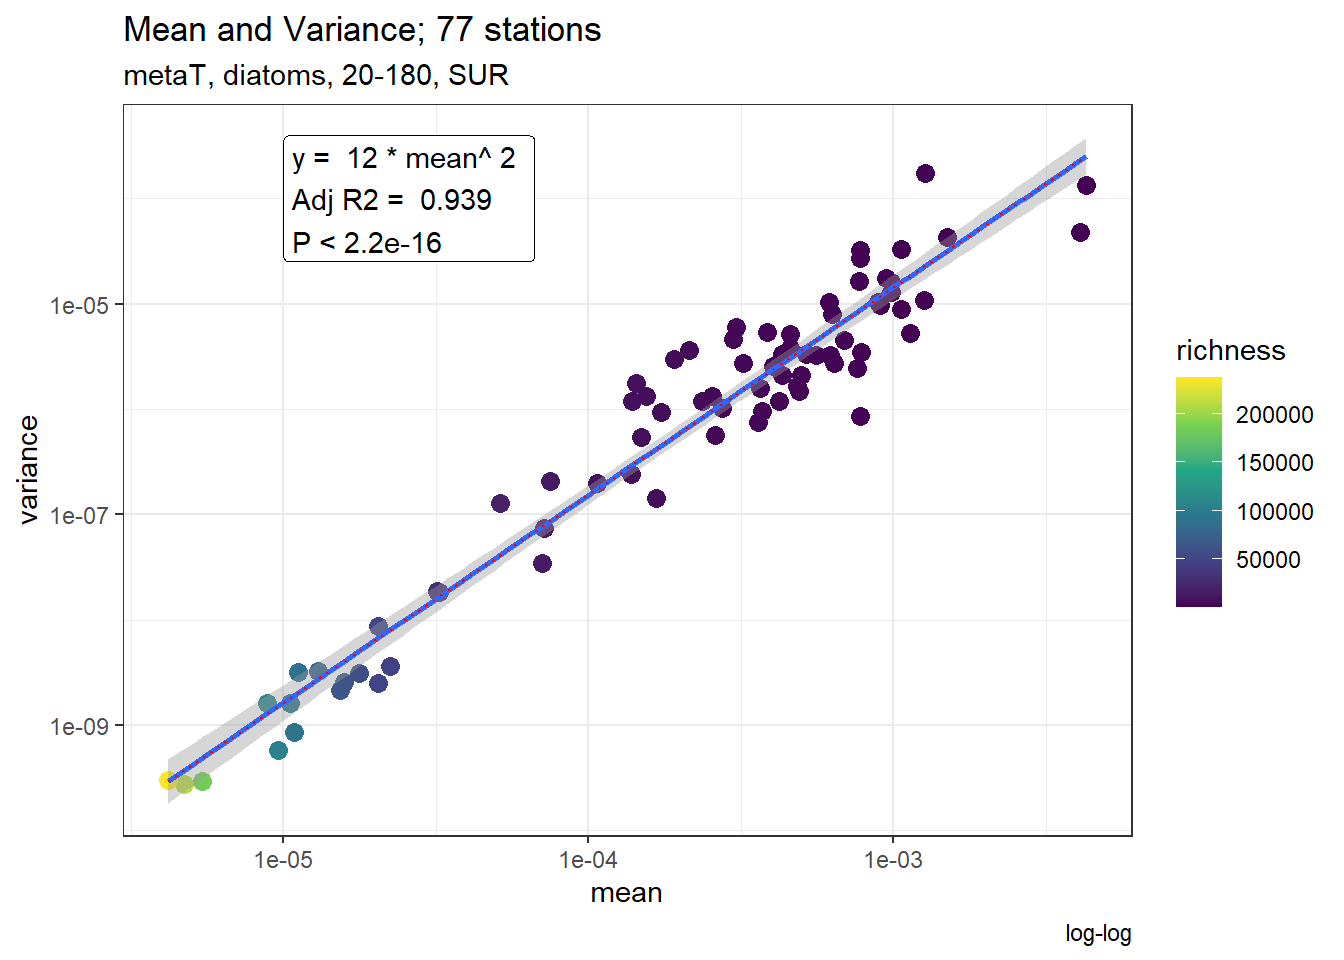 Mean and Variance; 77 stations
metaT, diatoms, 20-180, SUR
y =  12 * mean^ 2
Adj R2 =  0.939
P < 2.2e-16
variance
1e-05
1e-07
1e-09
1e-05
1e-04
1e-03
mean
log-log
richness
200000
150000
100000
50000